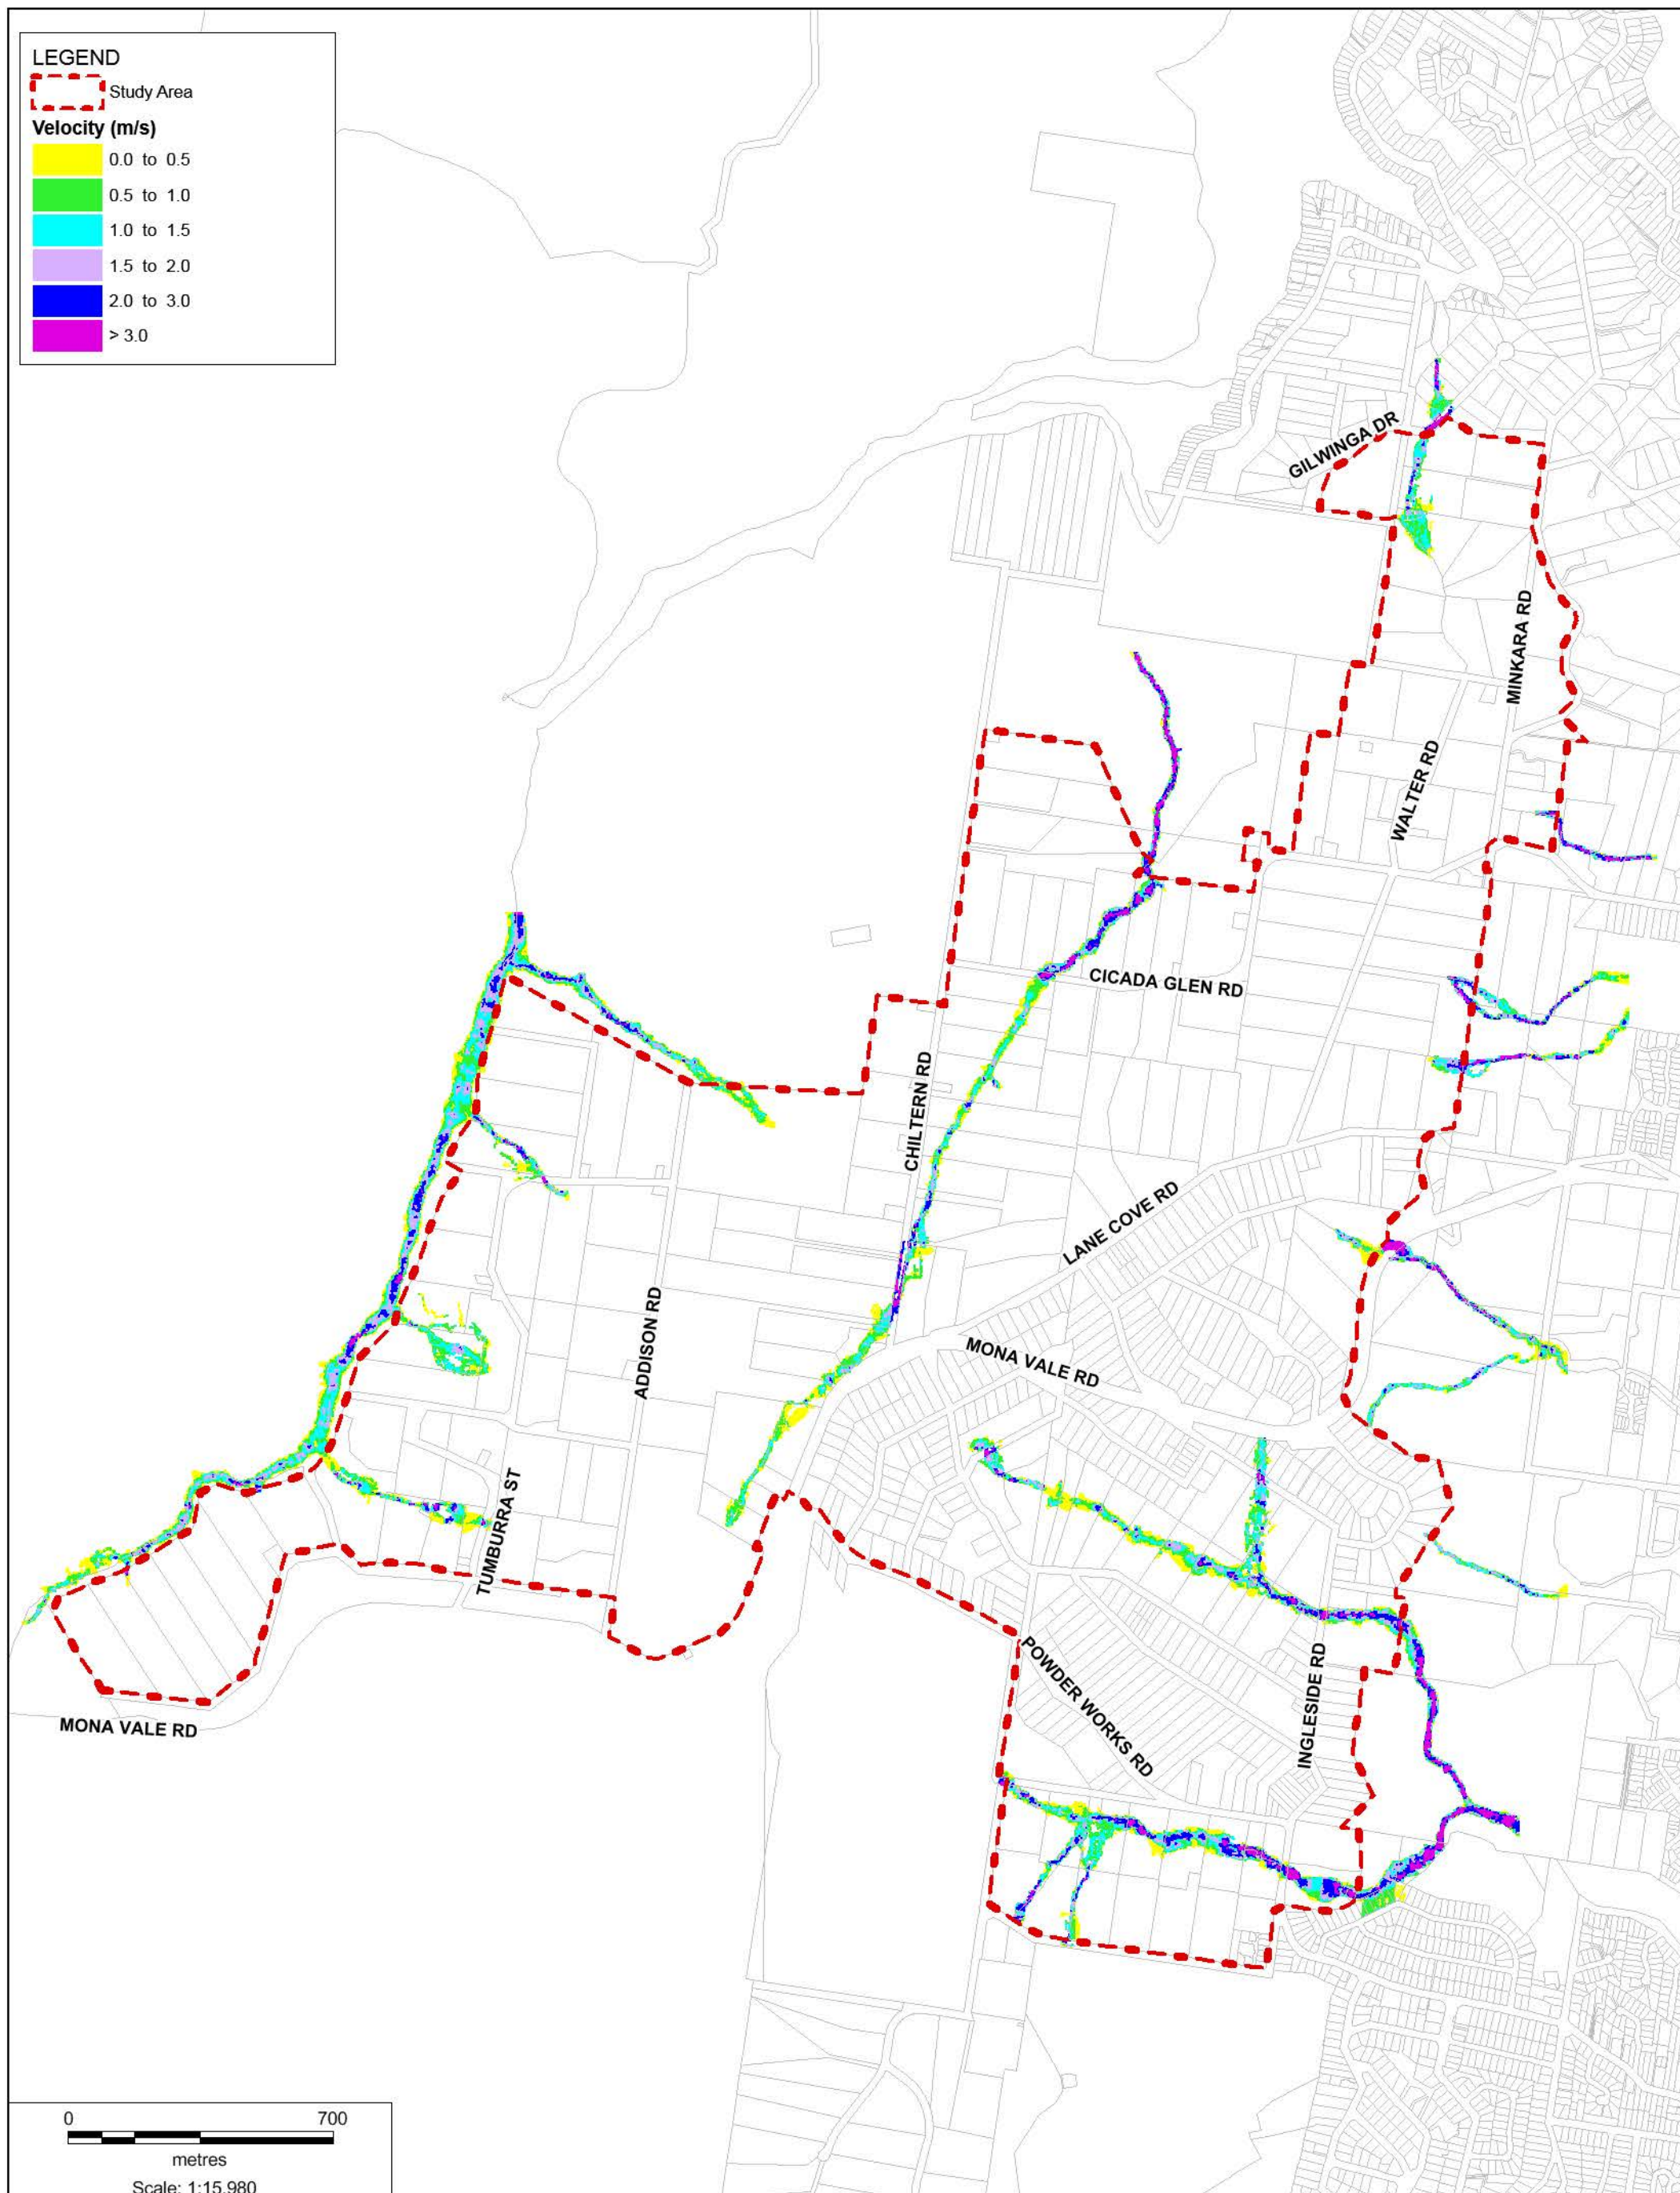 LEGEND
Study Area
Velocity (m/s)
0.0 to 0.5
0.5 to 1.0
1.0 to 1.5
1.5 to 2.0
2.0 to 3.0
> 3.0
GILWINGA DR
MINKARA RD
WALTER RD
CICADA GLEN RD
CHILTERN RD
LANE COVE RD
ADDISON RD
MONA VALE RD
TUMBURRA ST
POWDER WORKS RD
INGLESIDE RD
MONA VALE RD
0 700
metres
Scale: 1:15,980